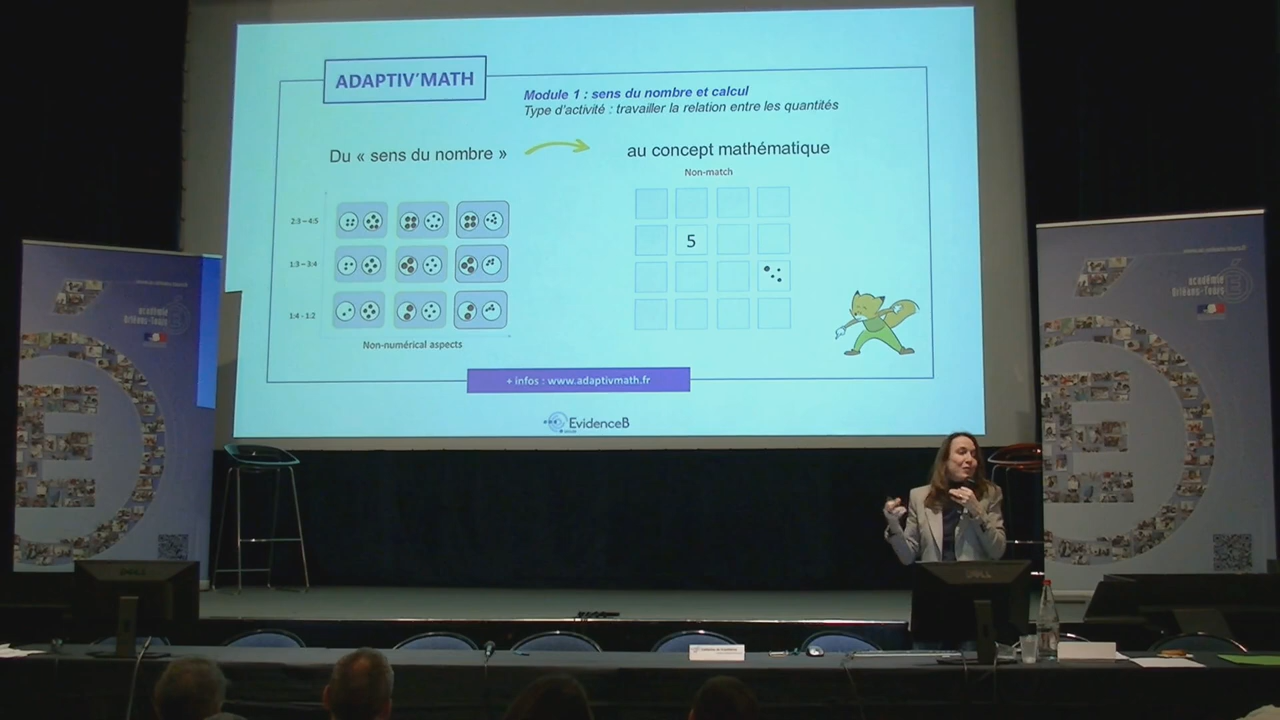 ADAPTIV'MATH
Module 1 : sens du nombre et calcul
Type d'activité : travailler la relation entre les quantités
Du « sens du nombre »
au concept mathématique
Non-match
2:3 – 4:5
1:3 – 3:4
1:4 - 1:2
5
Non-numérical aspects
+ infos : www.adaptivmath.fr
EvidenceB
académie
Orléans-Tours
académie
Orléans-Tours
DELL
DELL